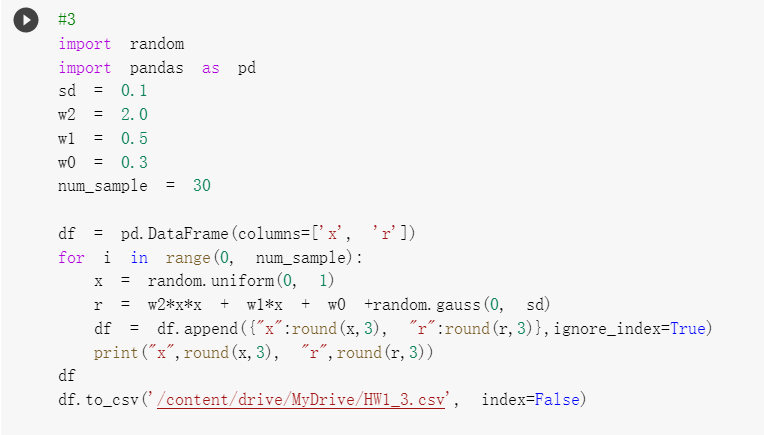 #3
import random
import pandas as pd
sd = 0.1
w2 = 2.0
w1 = 0.5
w0 = 0.3
num_sample = 30

df = pd.DataFrame(columns=['x', 'r'])
for i in range(0, num_sample):
    x = random.uniform(0, 1)
    r = w2*x*x + w1*x + w0 +random.gauss(0, sd)
    df = df.append({"x":round(x,3), "r":round(r,3)},ignore_index=True)
    print("x",round(x,3), "r",round(r,3))
df
df.to_csv('/content/drive/MyDrive/HW1_3.csv', index=False)